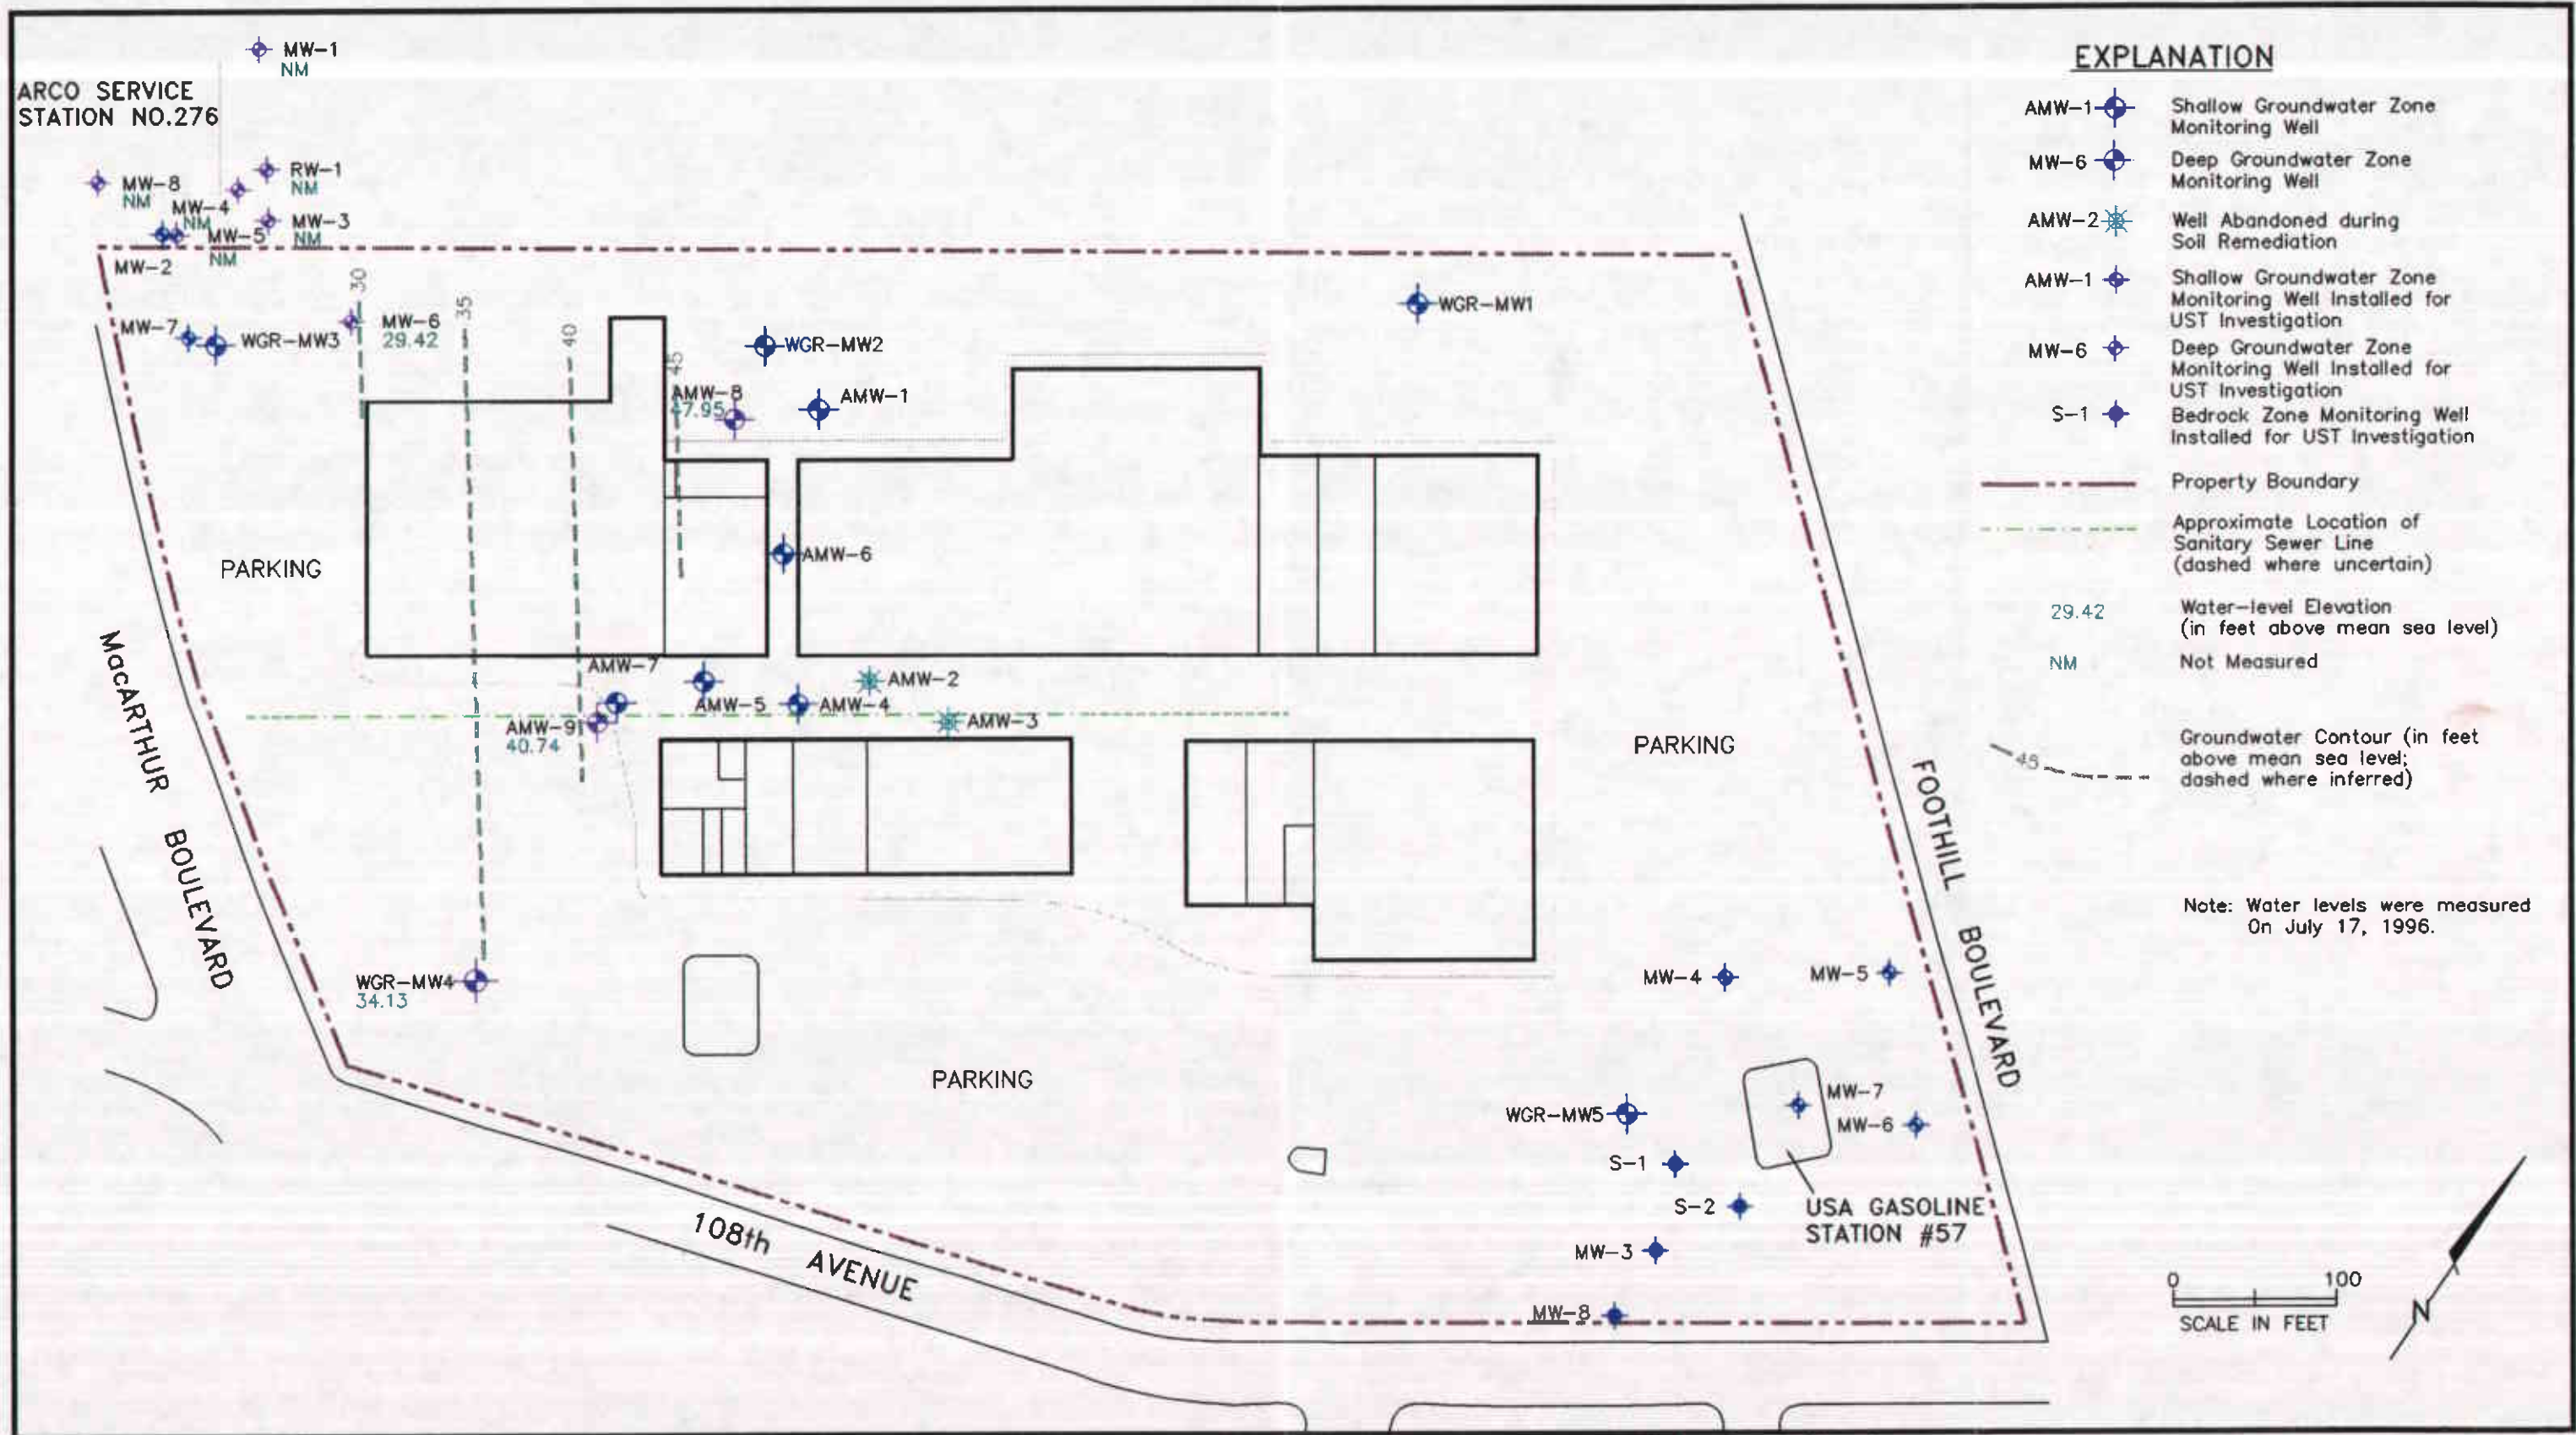 MW-1
NM
ARCO SERVICE
STATION NO.276
RW-1
NM
MW-8
NM
MW-4
NM
MW-3
NM
MW-5
NM
MW-2
30
35
40
45
MW-6
29.42
MW-7
WGR-MW3
WGR-MW2
WGR-MW1
AMW-8
47.95
AMW-1
PARKING
AMW-6
MacARTHUR BOULEVARD
AMW-7
AMW-2
AMW-5
AMW-4
AMW-3
AMW-9
40.74
PARKING
FOOTHILL BOULEVARD
WGR-MW4
34.13
MW-4
MW-5
PARKING
MW-7
WGR-MW5
MW-6
S-1
S-2
USA GASOLINE
STATION #57
MW-3
108th AVENUE
MW-8
EXPLANATION
AMW-1 Shallow Groundwater Zone
Monitoring Well
MW-6 Deep Groundwater Zone
Monitoring Well
AMW-2 Well Abandoned during
Soil Remediation
AMW-1 Shallow Groundwater Zone
Monitoring Well Installed for
UST Investigation
MW-6 Deep Groundwater Zone
Monitoring Well Installed for
UST Investigation
S-1 Bedrock Zone Monitoring Well
Installed for UST Investigation
Property Boundary
Approximate Location of
Sanitary Sewer Line
(dashed where uncertain)
29.42 Water-level Elevation
(in feet above mean sea level)
NM Not Measured
45 Groundwater Contour (in feet
above mean sea level;
dashed where inferred)
Note: Water levels were measured
On July 17, 1996.
0 100
SCALE IN FEET
N